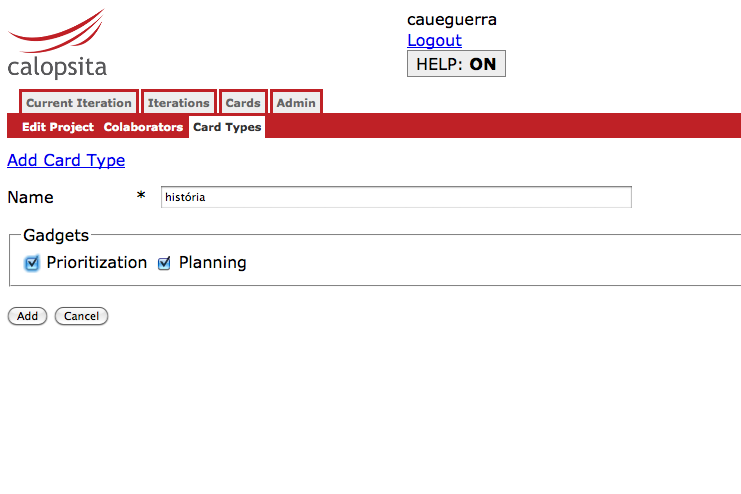 calopsita
caueguerra
Logout
HELP: ON
Current Iteration Iterations Cards Admin
Edit Project Colaborators Card Types
Add Card Type
Name * história
Gadgets
Prioritization Planning
Add Cancel